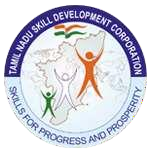 TAMIL NADU SKILL DEVELOPMENT CORPORATION
SKILLS FOR PROGRESS AND PROSPERITY